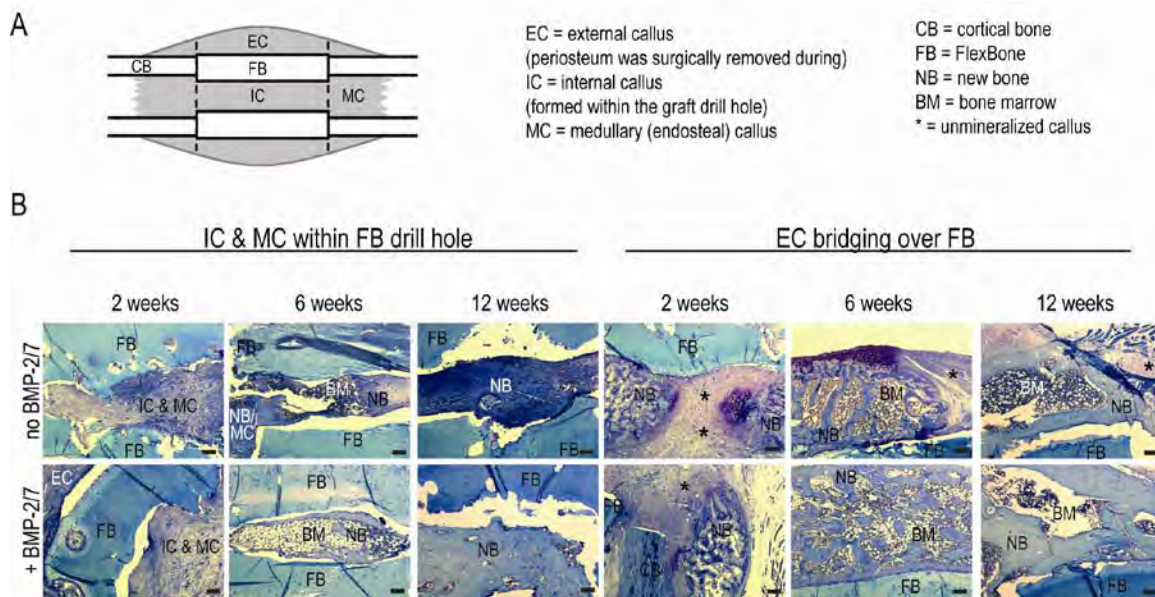 A
EC
CB
FB
IC
MC
EC = external callus
(periosteum was surgically removed during)
IC = internal callus
(formed within the graft drill hole)
MC = medullary (endosteal) callus
CB = cortical bone
FB = FlexBone
NB = new bone
BM = bone marrow
* = unmineralized callus
B
IC & MC within FB drill hole
EC bridging over FB
2 weeks
6 weeks
12 weeks
2 weeks
6 weeks
12 weeks
no BMP-2/7
FB
IC & MC
FB
FB
BM
NB
NB/
MC
FB
FB
NB
FB
FB
NB
*
*
NB
*
BM
NB
FB
*
BM
NB
FB
+ BMP-2/7
EC
FB
IC & MC
FB
BM
NB
FB
FB
NB
*
FB
NB
CB
NB
BM
FB
BM
NB
FB